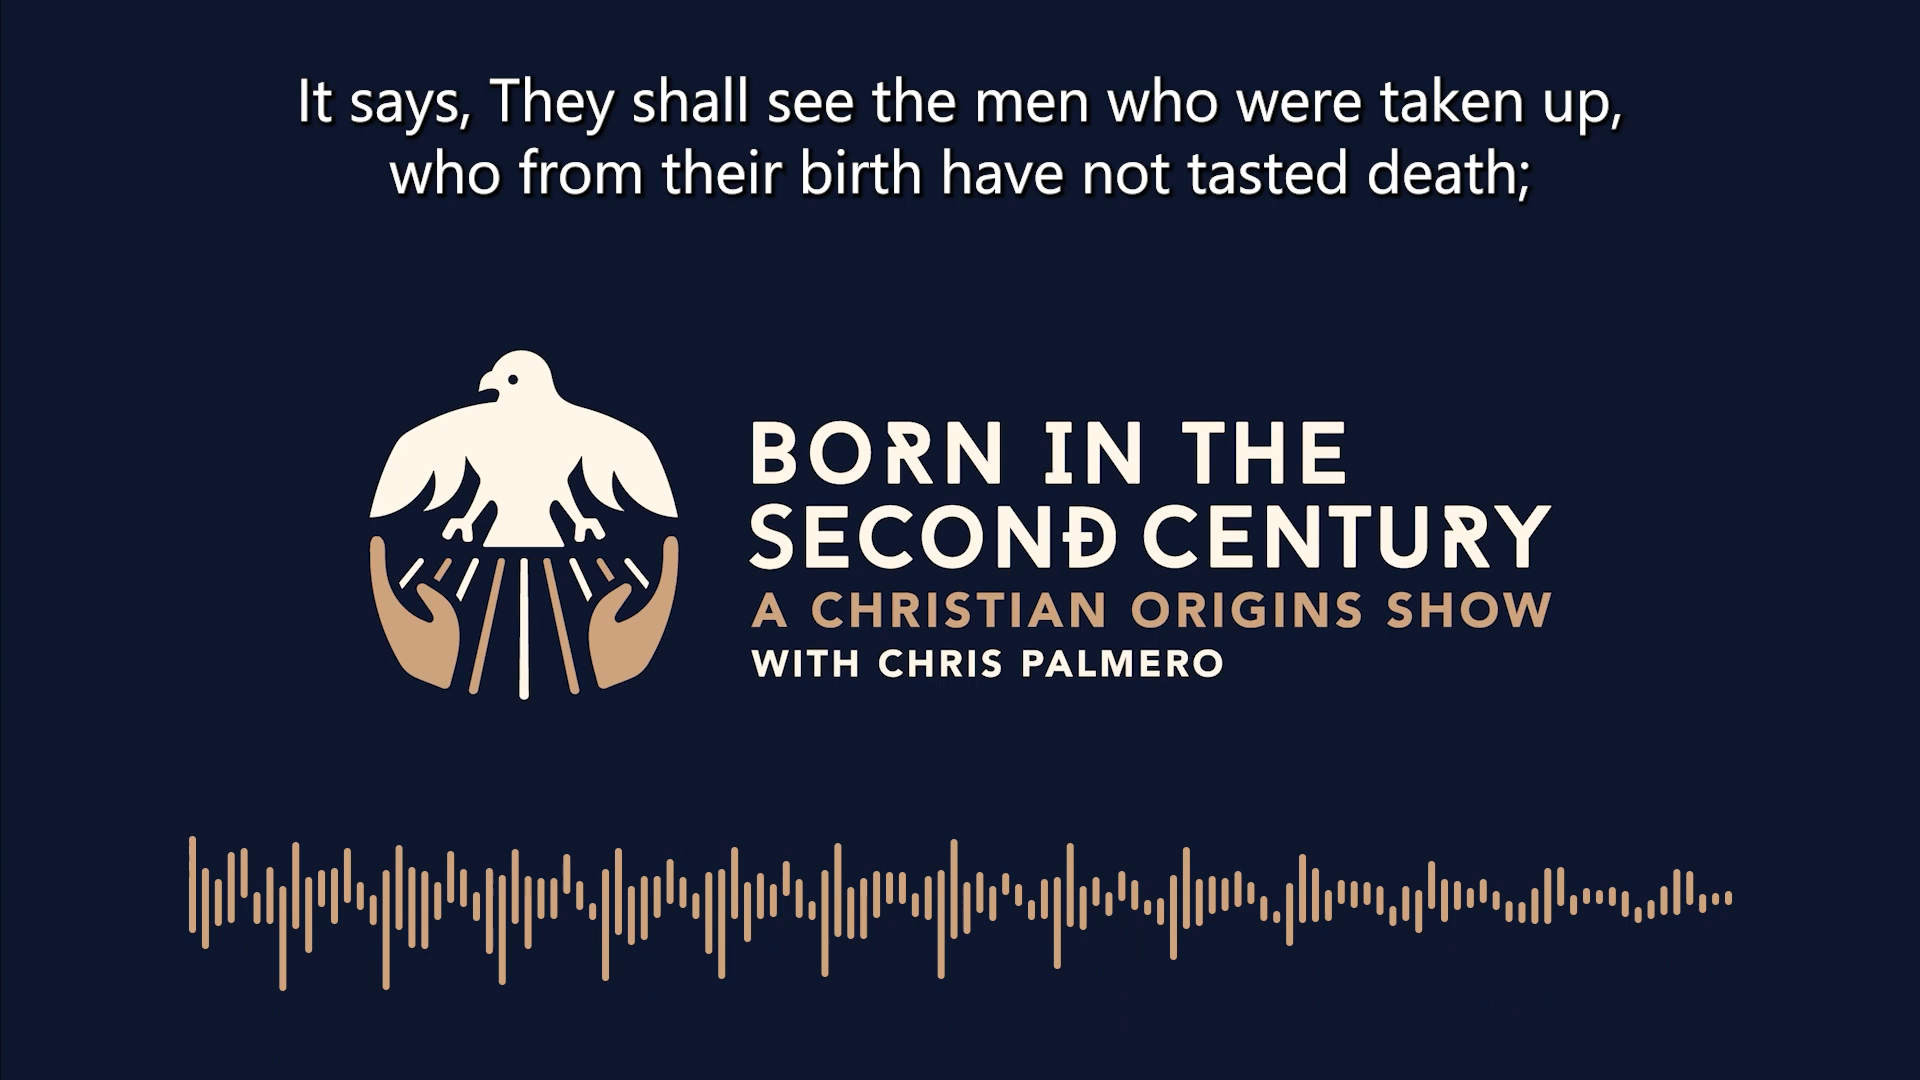 It says, They shall see the men who were taken up,
who from their birth have not tasted death;
BORN IN THE
SECOND CENTURY
A CHRISTIAN ORIGINS SHOW
WITH CHRIS PALMERO